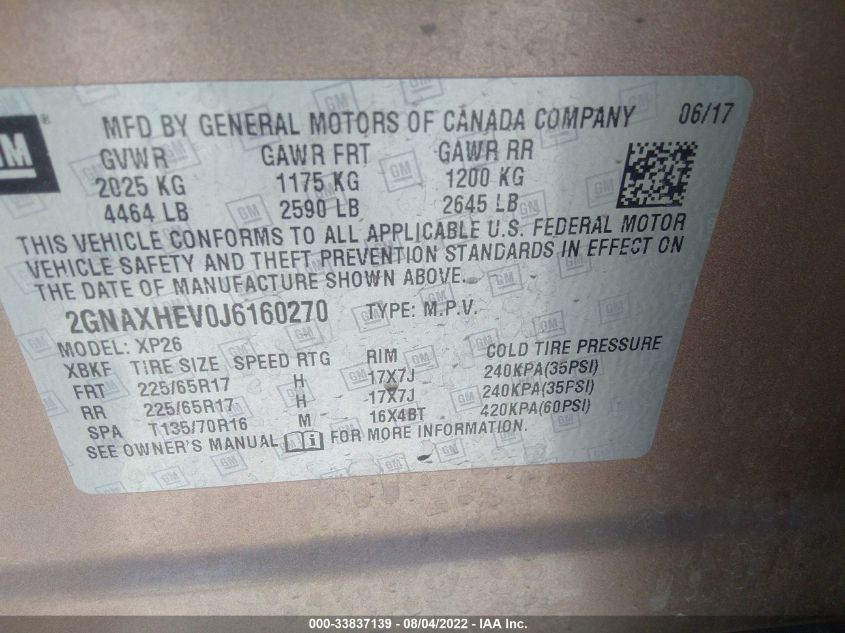 GM ®
MFD BY GENERAL MOTORS OF CANADA COMPANY 06/17
GVWR GAWR FRT GAWR RR
2025 KG 1175 KG 1200 KG
4464 LB 2590 LB 2645 LB
THIS VEHICLE CONFORMS TO ALL APPLICABLE U.S. FEDERAL MOTOR
VEHICLE SAFETY AND THEFT PREVENTION STANDARDS IN EFFECT ON
THE DATE OF MANUFACTURE SHOWN ABOVE.
2GNAXHEV0J6160270 TYPE: M.P.V.
MODEL: XP26
XBKF TIRE SIZE SPEED RTG RIM COLD TIRE PRESSURE
FRT 225/65R17 H 17X7J 240KPA(35PSI)
RR 225/65R17 H 17X7J 240KPA(35PSI)
SPA T135/70R16 M 16X4BT 420KPA(60PSI)
SEE OWNER'S MANUAL FOR MORE INFORMATION.
000-33837139 - 08/04/2022 - IAA Inc.